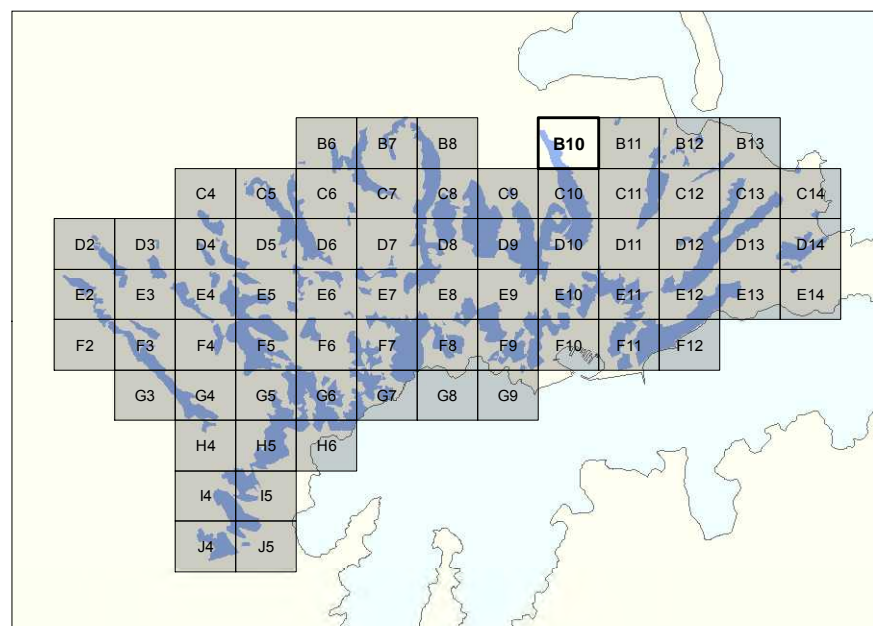 B6 B7 B8 B10 B11 B12 B13
C4 C5 C6 C7 C8 C9 C10 C11 C12 C13 C14
D2 D3 D4 D5 D6 D7 D8 D9 D10 D11 D12 D13 D14
E2 E3 E4 E5 E6 E7 E8 E9 E10 E11 E12 E13 E14
F2 F3 F4 F5 F6 F7 F8 F9 F10 F11 F12
G3 G4 G5 G6 G7 G8 G9
H4 H5 H6
I4 I5
J4 J5